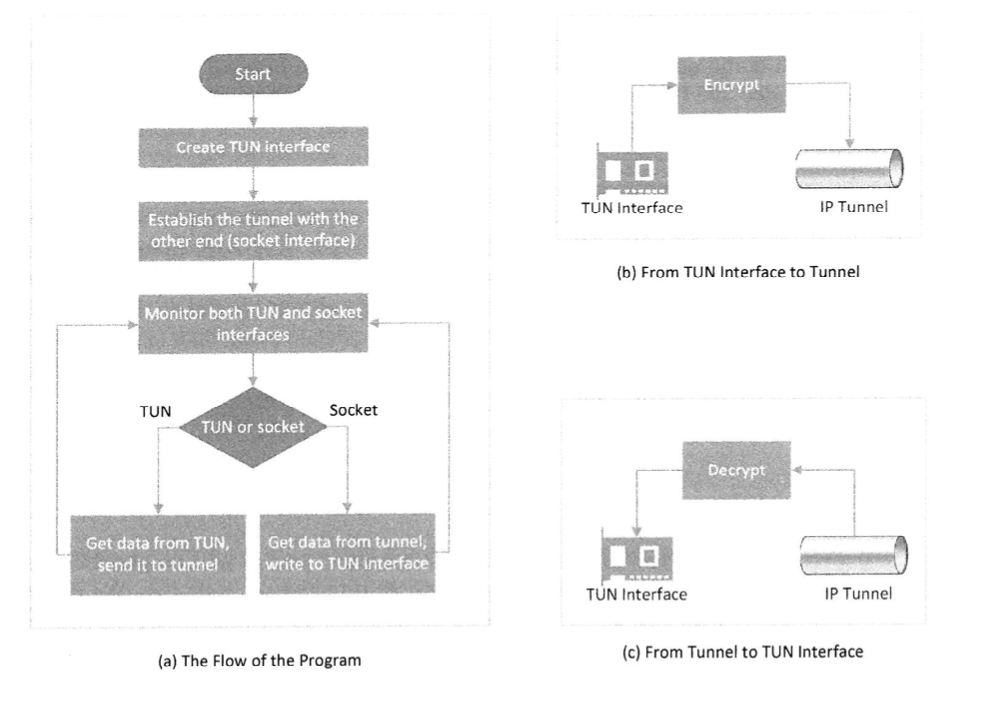 Start
Create TUN interface
Establish the tunnel with the
other end (socket interface)
Monitor both TUN and socket
interfaces
TUN
Socket
TUN or socket
Get data from TUN,
send it to tunnel
Get data from tunnel,
write to TUN interface
(a) The Flow of the Program
Encrypt
TUN Interface
IP Tunnel
(b) From TUN Interface to Tunnel
Decrypt
TUN Interface
IP Tunnel
(c) From Tunnel to TUN Interface